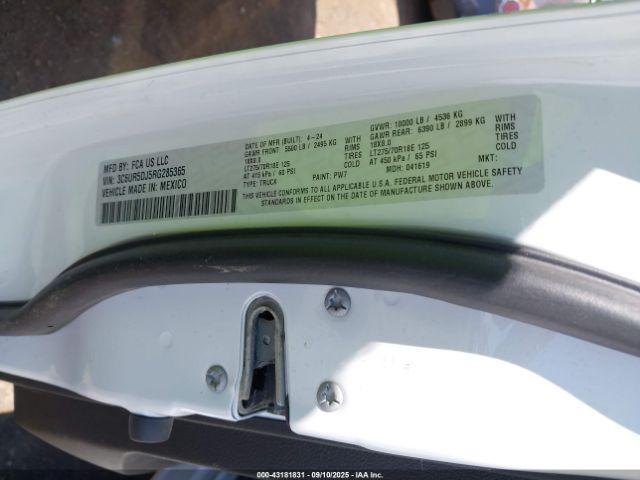 MFD BY: FCA US LLC
VIN: 3C6UR5DJ5RG285365
VEHICLE MADE IN: MEXICO
DATE OF MFR (BUILT): 4-24
GAWR FRONT: 5500 LB / 2495 KG
18X8.0 RIMS
LT275/70R18E 125 TIRES
AT 415 kPa / 60 PSI COLD
TYPE: TRUCK
PAINT: PW7
GVWR: 10000 LB / 4536 KG
GAWR REAR: 6390 LB / 2899 KG
18X8.0 RIMS
LT275/70R18E 125 TIRES
AT 450 kPa / 65 PSI COLD
MDH: 041619
MKT:
THIS VEHICLE CONFORMS TO ALL APPLICABLE U.S.A. FEDERAL MOTOR VEHICLE SAFETY
STANDARDS IN EFFECT ON THE DATE OF MANUFACTURE SHOWN ABOVE
000-43181831 - 09/10/2025 - IAA Inc.